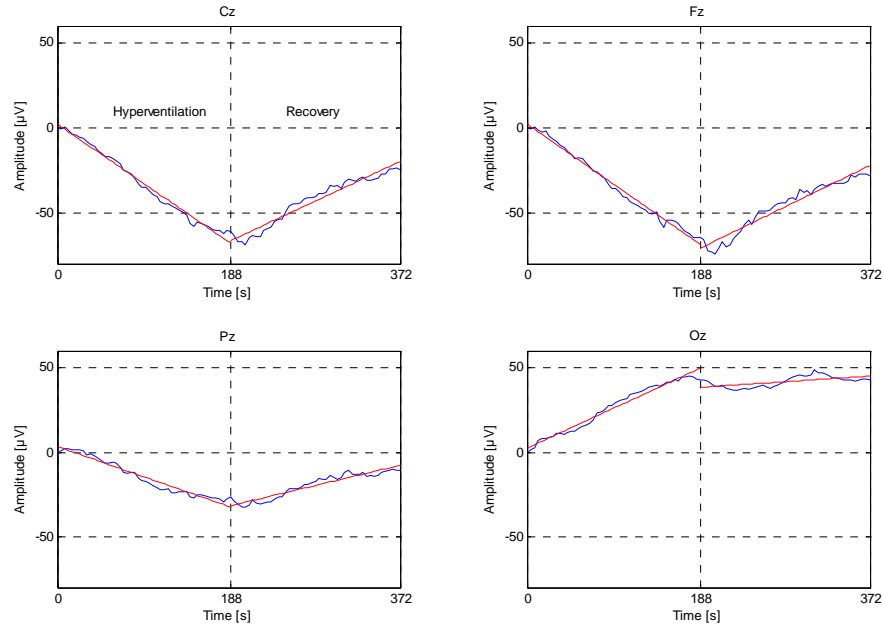 Cz
50
0
-50
Amplitude [µV]
Hyperventilation
Recovery
0
188
372
Time [s]
Fz
50
0
-50
Amplitude [µV]
0
188
372
Time [s]
Pz
50
0
-50
Amplitude [µV]
0
188
372
Time [s]
Oz
50
0
-50
Amplitude [µV]
0
188
372
Time [s]